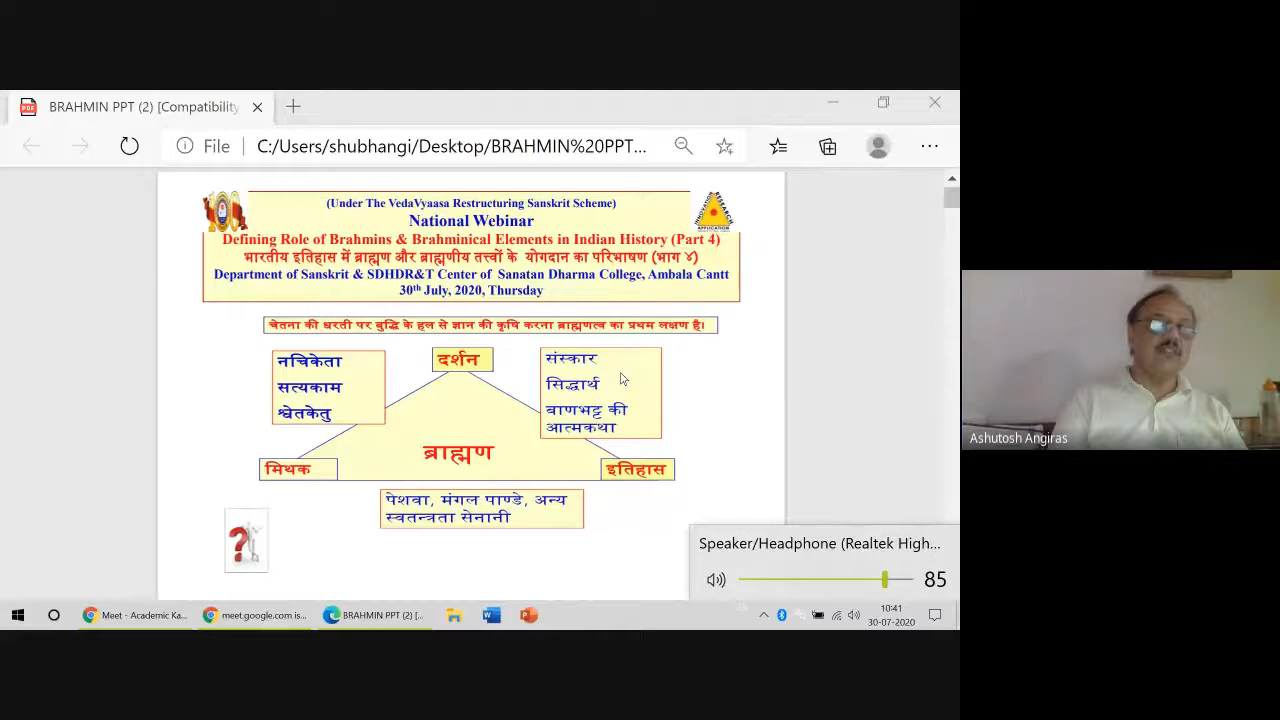 BRAHMIN PPT (2) [Compatibility
File
C:/Users/shubhangi/Desktop/BRAHMIN%20PPT...
(Under The VedaVyaasa Restructuring Sanskrit Scheme)
National Webinar
Defining Role of Brahmins & Brahminical Elements in Indian History (Part 4)
भारतीय इतिहास में ब्राह्मण और ब्राह्मणीय तत्त्वों के योगदान का परिभाषण (भाग ४)
Department of Sanskrit & SDHDR&T Center of Sanatan Dharma College, Ambala Cantt
30th July, 2020, Thursday
INNOVATION
RESEARCH
APPLICATION
चेतना की धरती पर बुद्धि के हल से ज्ञान की कृषि करना ब्राह्मणत्व का प्रथम लक्षण है।
नचिकेता
सत्यकाम
श्वेतकेतु
दर्शन
संस्कार
सिद्धार्थ
बाणभट्ट की
आत्मकथा
ब्राह्मण
मिथक
इतिहास
पेशवा, मंगल पाण्डे, अन्य
स्वतन्त्रता सेनानी
Ashutosh Angiras
Speaker/Headphone (Realtek High...
85
Meet - Academic Ka...
meet.google.com is...
BRAHMIN PPT (2) [...
10:41
30-07-2020